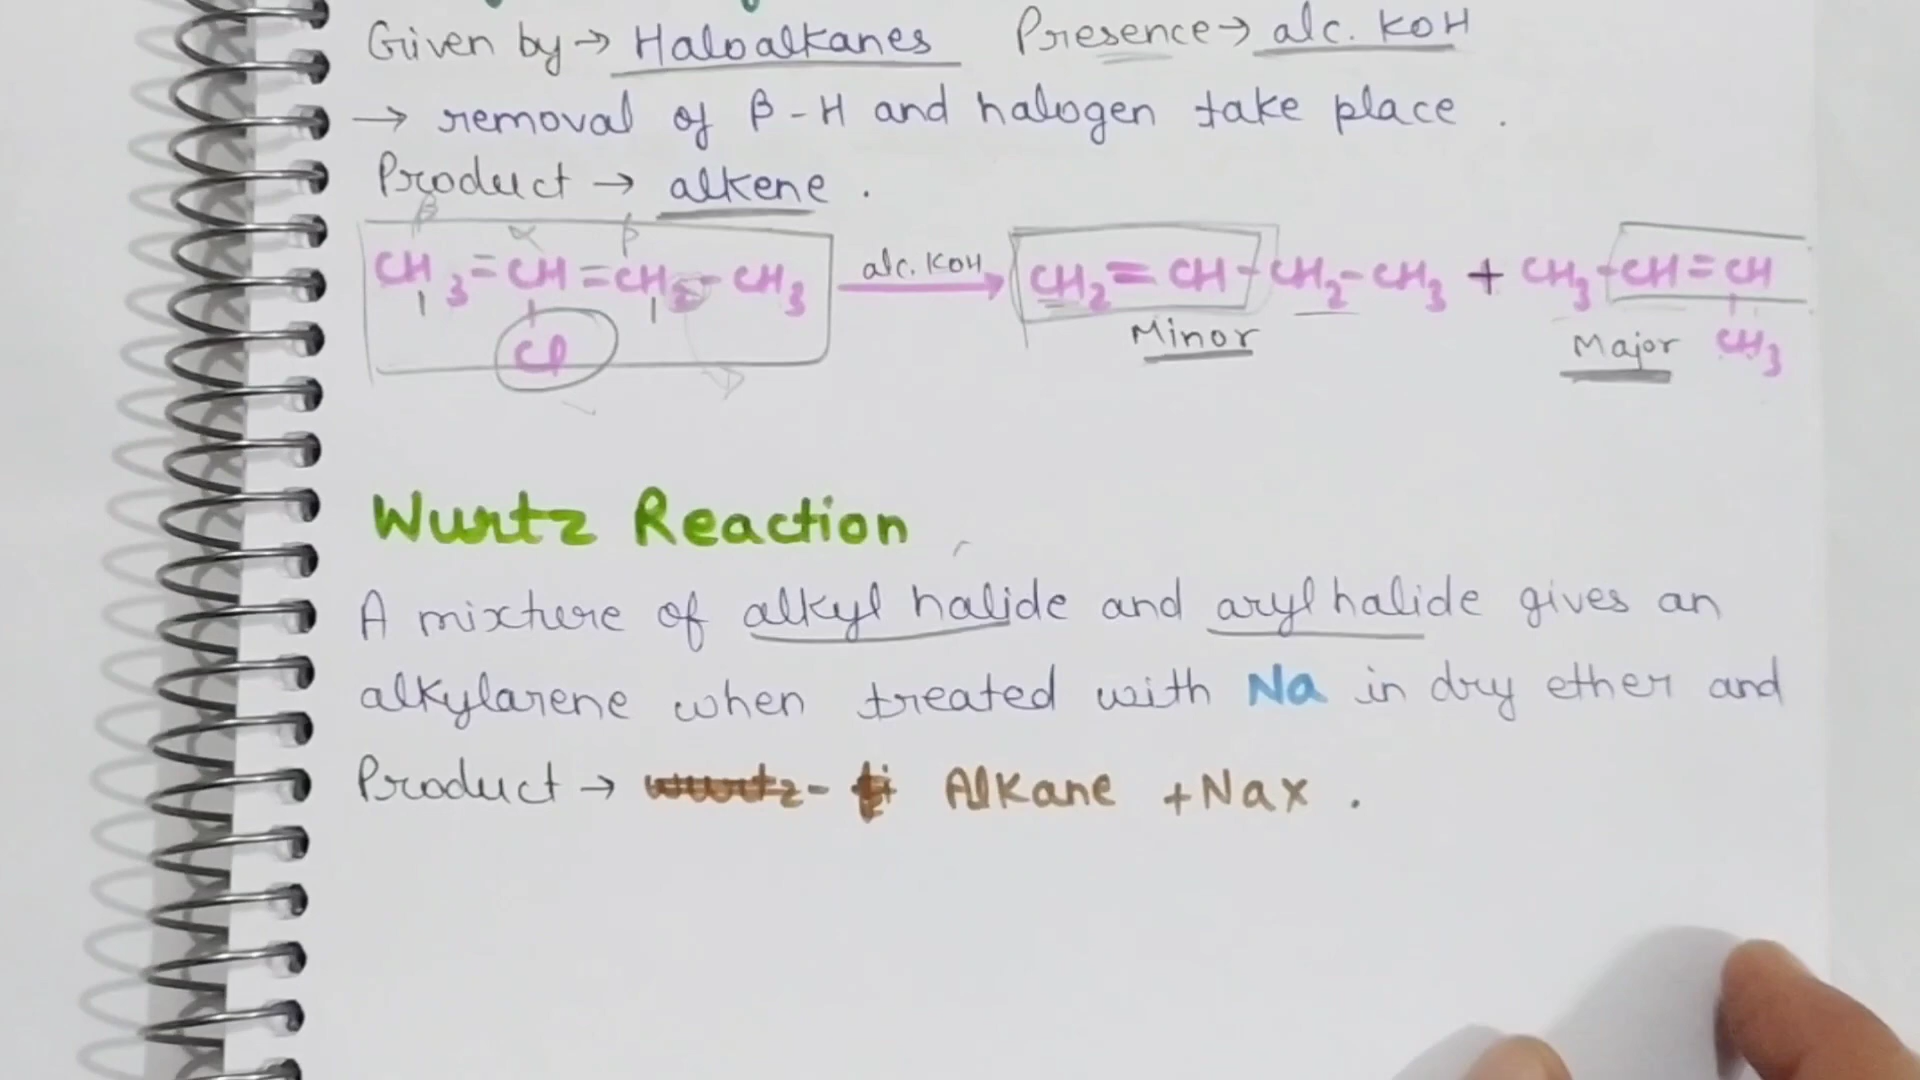 Given by → Haloalkanes Presence → alc. KOH
→ removal of β-H and halogen take place .
Product → alkene .
β α β
CH3=CH=CH2-CH3 alc. KOH CH2=CH-CH2-CH3 + CH3-CH=CH
Cl Minor Major CH3
Wurtz Reaction
A mixture of alkyl halide and aryl halide gives an
alkylarene when treated with Na in dry ether and
Product → wurtz- Alkane + Nax .